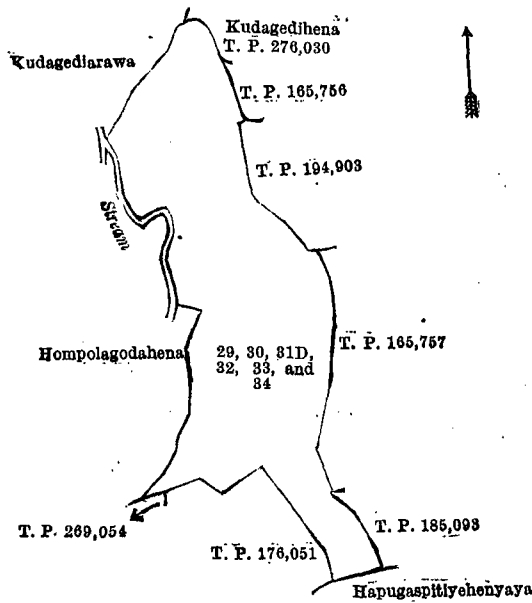 Kudagedihena
T. P. 276,030
Kudagediarawa
T. P. 165,756
T. P. 194,903
Stream
Hompolagodahena
29, 30, 31D,
32, 33, and
34
T. P. 165,757
T. P. 269,054
T. P. 176,051
T. P. 185,093
Hapugaspitiyehenyaya